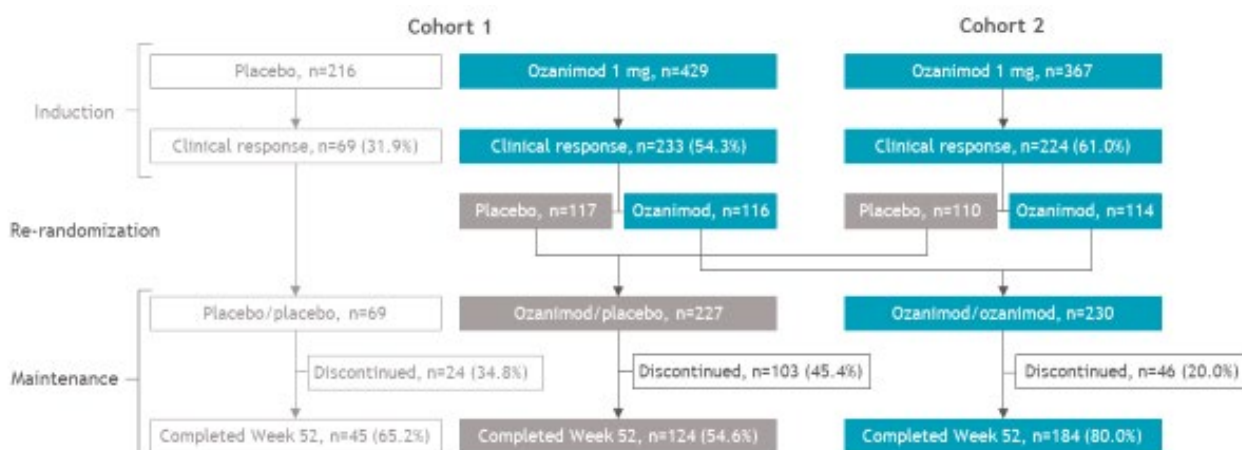 Cohort 1
Cohort 2
Induction
Placebo, n=216
Ozanimod 1 mg, n=429
Ozanimod 1 mg, n=367
Clinical response, n=69 (31.9%)
Clinical response, n=233 (54.3%)
Clinical response, n=224 (61.0%)
Re-randomization
Placebo, n=117
Ozanimod, n=116
Placebo, n=110
Ozanimod, n=114
Maintenance
Placebo/placebo, n=69
Ozanimod/placebo, n=227
Ozanimod/ozanimod, n=230
Discontinued, n=24 (34.8%)
Discontinued, n=103 (45.4%)
Discontinued, n=46 (20.0%)
Completed Week 52, n=45 (65.2%)
Completed Week 52, n=124 (54.6%)
Completed Week 52, n=184 (80.0%)